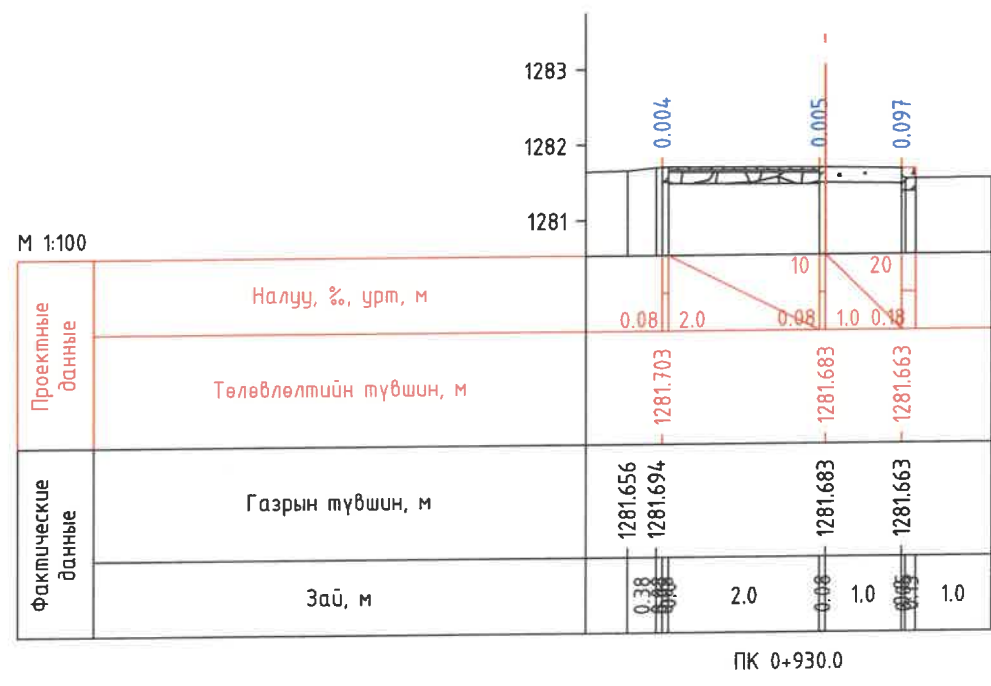 1283
1282
1281
0.004
0.005
0.097
М 1:100
Проектные
данные
Налуу, ‰, урт, м
10
20
0.08
2.0
0.08
1.0
0.18
Төлөвлөлтийн түвшин, м
1281.703
1281.683
1281.663
Фактические
данные
Газрын түвшин, м
1281.656
1281.694
1281.683
1281.663
Зай, м
0.38
2.0
0.08
1.0
1.0
ПК 0+930.0